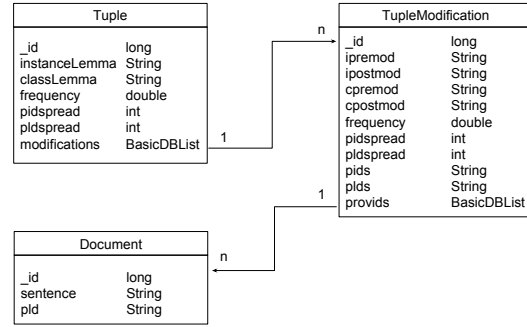 Tuple
_id long
instanceLemma String
classLemma String
frequency double
pidspread int
pldspread int
modifications BasicDBList
1
n
TupleModification
_id long
ipremod String
ipostmod String
cpremod String
cpostmod String
frequency double
pidspread int
pldspread int
pids String
plds String
provids BasicDBList
1
n
Document
_id long
sentence String
pld String